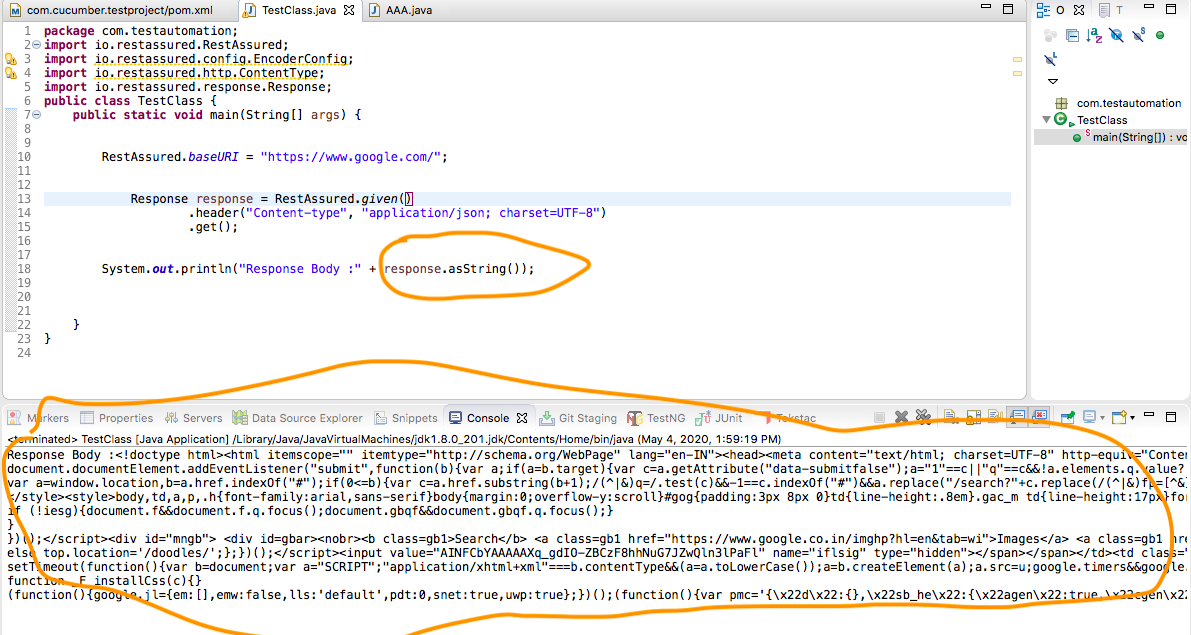 com.cucumber.testproject/pom.xml
TestClass.java
AAA.java
1 package com.testautomation;
2 import io.restassured.RestAssured;
3 import io.restassured.config.EncoderConfig;
4 import io.restassured.http.ContentType;
5 import io.restassured.response.Response;
6 public class TestClass {
7 public static void main(String[] args) {
8
9
10 RestAssured.baseURI = "https://www.google.com/";
11
12
13 Response response = RestAssured.given()
14 .header("Content-type", "application/json; charset=UTF-8")
15 .get();
16
17
18 System.out.println("Response Body :" + response.asString());
19
20
21
22 }
23 }
24
O
T
com.testautomation
TestClass
main(String[]) : vo
Markers Properties Servers Data Source Explorer Snippets Console Git Staging TestNG JUnit Tekstac
<terminated> TestClass [Java Application] /Library/Java/JavaVirtualMachines/jdk1.8.0_201.jdk/Contents/Home/bin/java (May 4, 2020, 1:59:19 PM)
Response Body :<!doctype html><html itemscope="" itemtype="http://schema.org/WebPage" lang="en-IN"><head><meta content="text/html; charset=UTF-8" http-equiv="Conten
document.documentElement.addEventListener("submit",function(b){var a;if(a=b.target){var c=a.getAttribute("data-submitfalse");a="1"==c||"q"==c&&!a.elements.q.value?
var a=window.location,b=a.href.indexOf("#");if(0<=b){var c=a.href.substring(b+1);/(^|&)q=/.test(c)&&-1==c.indexOf("#")&&a.replace("/search?"+c.replace(/(^|&)fp=[^&]
</style><style>body,td,a,p,.h{font-family:arial,sans-serif}body{margin:0;overflow-y:scroll}#gog{padding:3px 8px 0}td{line-height:.8em}.gac_m td{line-height:17px}for
if (!iesg){document.f&&document.f.q.focus();document.gbqf&&document.gbqf.q.focus();}
}
})();</script><div id="mngb"> <div id=gbar><nobr><b class=gb1>Search</b> <a class=gb1 href="https://www.google.co.in/imghp?hl=en&tab=wi">Images</a> <a class=gb1 hre
else top.location='/doodles/';};})();</script><input value="AINFCbYAAAAAXq_gdIO-ZBCzF8hhNuG7JZwQln3lPaFl" name="iflsig" type="hidden"></span></span></td><td class="
setTimeout(function(){var b=document;var a="SCRIPT";"application/xhtml+xml"===b.contentType&&(a=a.toLowerCase());a=b.createElement(a);a.src=u;google.timers&&google.
function _F_installCss(c){}
(function(){google.jl={em:[],emw:false,lls:'default',pdt:0,snet:true,uwp:true};})();(function(){var pmc='{\x22d\x22:{},\x22sb_he\x22:{\x22agen\x22:true,\x22cgen\x22